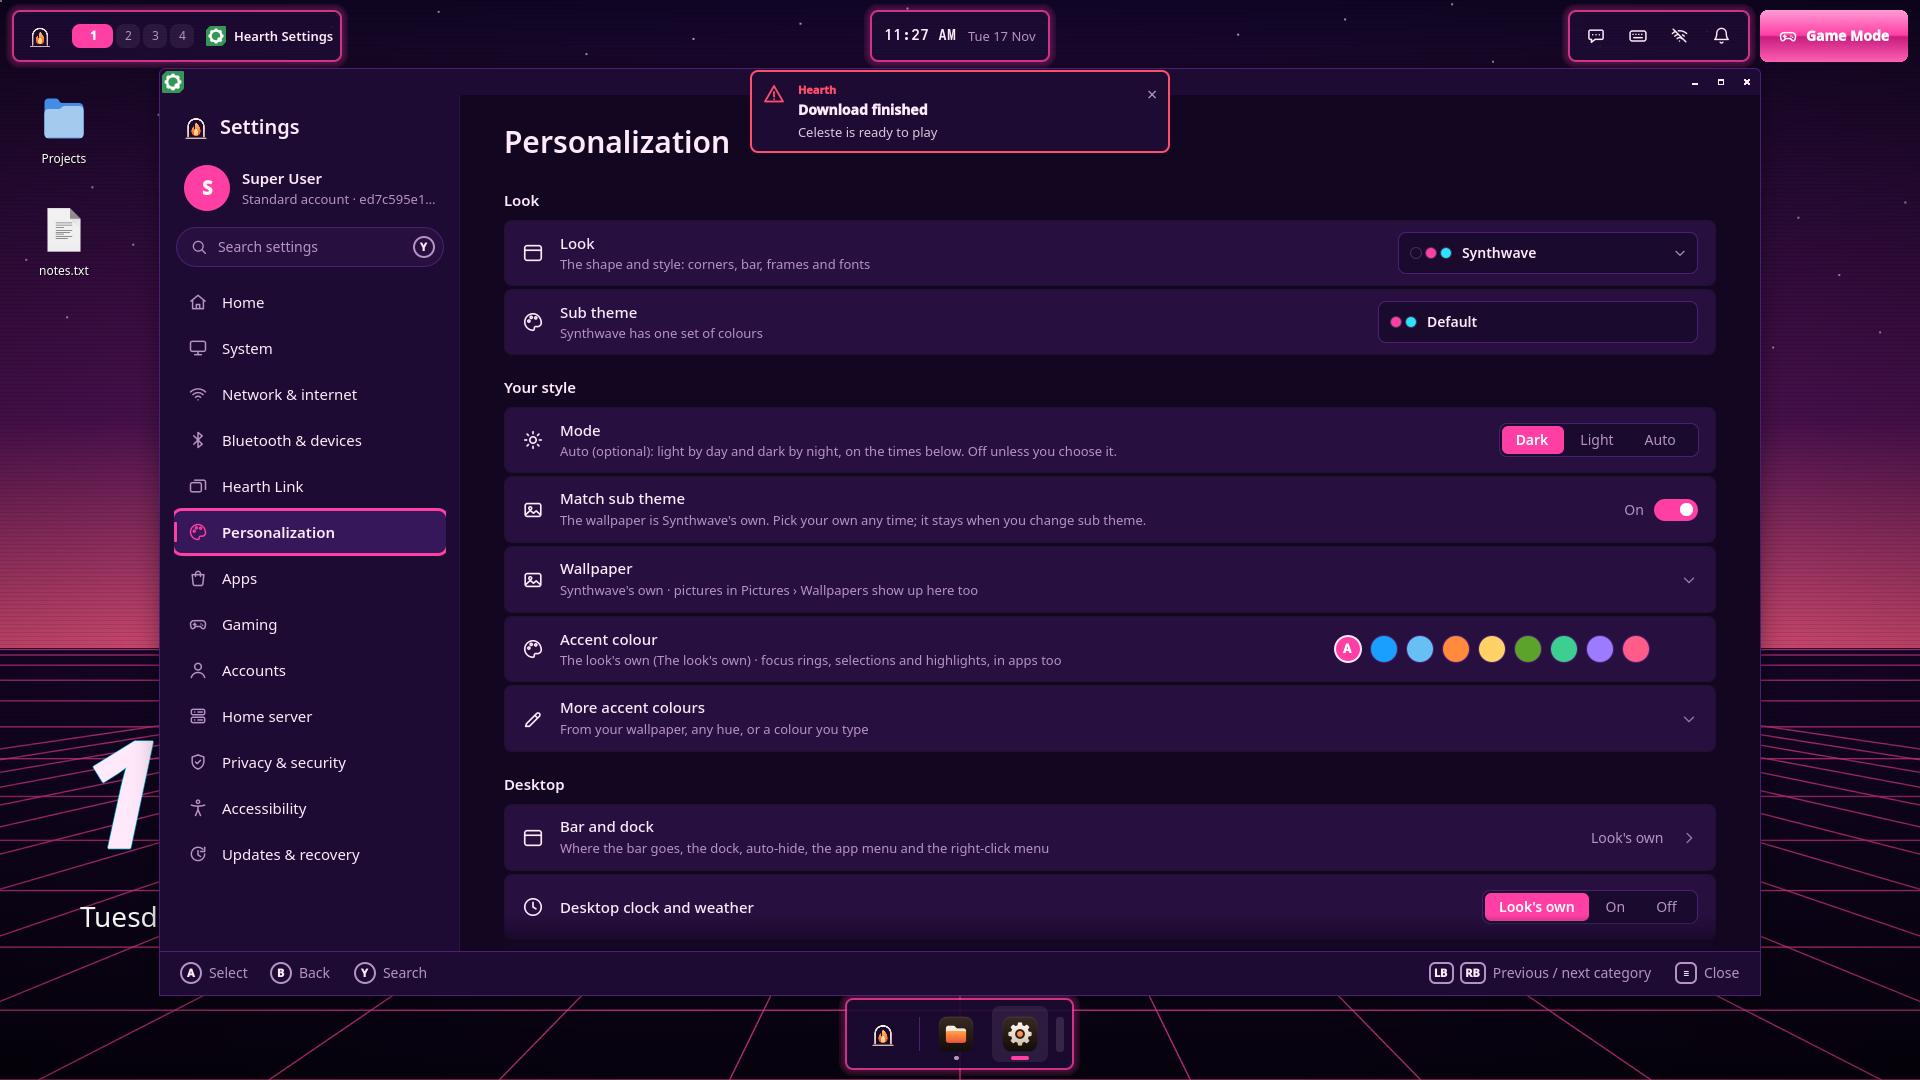 1 2 3 4 Hearth Settings
11:27 AM Tue 17 Nov
Game Mode
Projects
notes.txt
Hearth
Download finished
Celeste is ready to play
Settings
S
Super User
Standard account · ed7c595e1...
Search settings Y
Home
System
Network & internet
Bluetooth & devices
Hearth Link
Personalization
Apps
Gaming
Accounts
Home server
Privacy & security
Accessibility
Updates & recovery
Personalization
Look
Look
The shape and style: corners, bar, frames and fonts
Synthwave
Sub theme
Synthwave has one set of colours
Default
Your style
Mode
Auto (optional): light by day and dark by night, on the times below. Off unless you choose it.
Dark Light Auto
Match sub theme
The wallpaper is Synthwave's own. Pick your own any time; it stays when you change sub theme.
On
Wallpaper
Synthwave's own · pictures in Pictures › Wallpapers show up here too
Accent colour
The look's own (The look's own) · focus rings, selections and highlights, in apps too
A
More accent colours
From your wallpaper, any hue, or a colour you type
Desktop
Bar and dock
Where the bar goes, the dock, auto-hide, the app menu and the right-click menu
Look's own
Desktop clock and weather
Look's own On Off
1
Tuesd
A Select B Back Y Search
LB RB Previous / next category ≡ Close